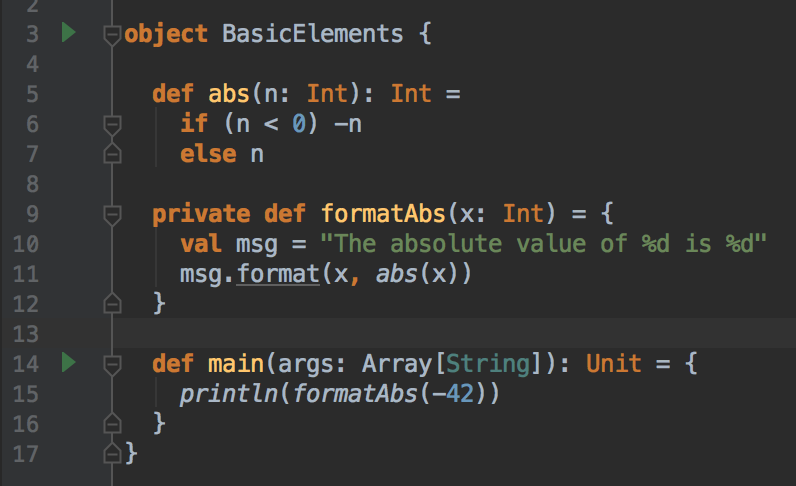 2
3 object BasicElements {
4
5 def abs(n: Int): Int =
6 if (n < 0) -n
7 else n
8
9 private def formatAbs(x: Int) = {
10 val msg = "The absolute value of %d is %d"
11 msg.format(x, abs(x))
12 }
13
14 def main(args: Array[String]): Unit = {
15 println(formatAbs(-42))
16 }
17 }